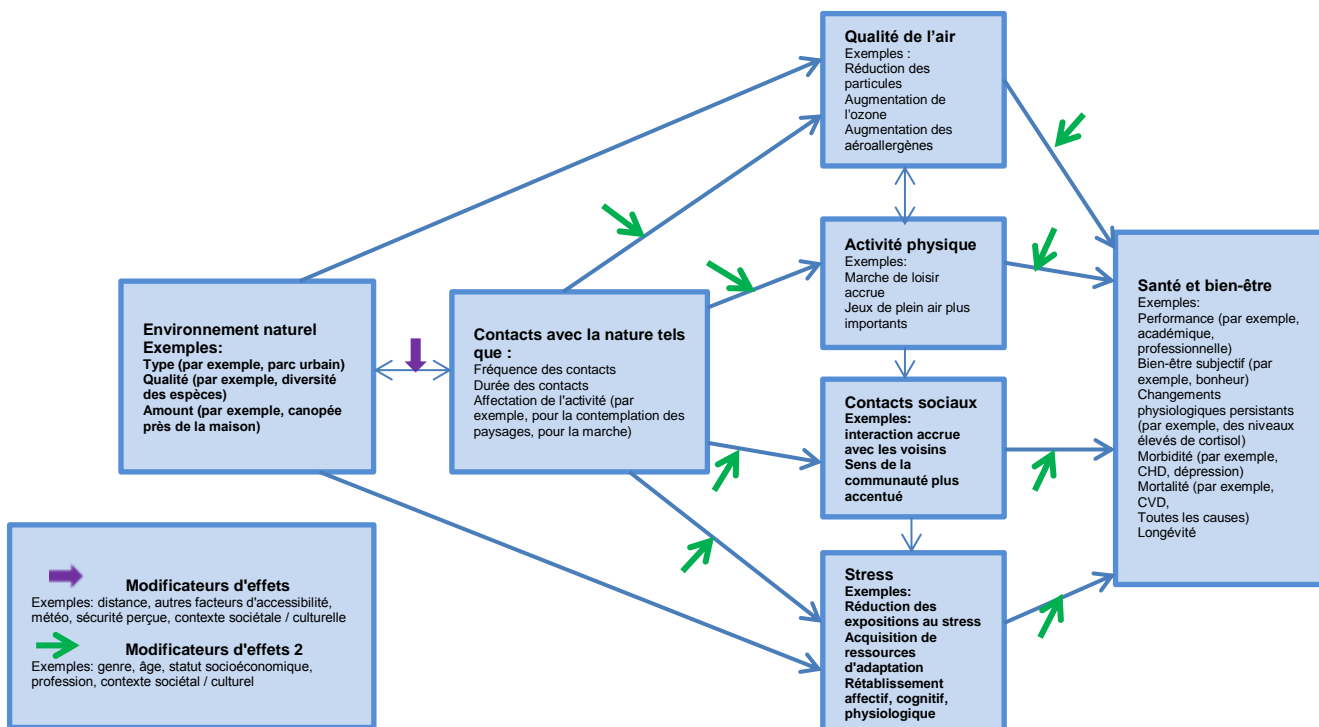 Qualité de l'air
Exemples :
Réduction des
particules
Augmentation de
l'ozone
Augmentation des
aéroallergènes
Activité physique
Exemples:
Marche de loisir
accrue
Jeux de plein air plus
importants
Environnement naturel
Exemples:
Type (par exemple, parc urbain)
Qualité (par exemple, diversité
des espèces)
Amount (par exemple, canopée
près de la maison)
Contacts avec la nature tels
que :
Fréquence des contacts
Durée des contacts
Affectation de l'activité (par
exemple, pour la contemplation des
paysages, pour la marche)
Contacts sociaux
Exemples:
interaction accrue
avec les voisins
Sens de la
communauté plus
accentué
Stress
Exemples:
Réduction des
expositions au stress
Acquisition de
ressources
d'adaptation
Rétablissement
affectif, cognitif,
physiologique
Santé et bien-être
Exemples:
Performance (par exemple,
académique,
professionnelle)
Bien-être subjectif (par
exemple, bonheur)
Changements
physiologiques persistants
(par exemple, des niveaux
élevés de cortisol)
Morbidité (par exemple,
CHD, dépression)
Mortalité (par exemple,
CVD,
Toutes les causes)
Longévité
Modificateurs d'effets
Exemples: distance, autres facteurs d'accessibilité,
météo, sécurité perçue, contexte sociétale / culturelle
Modificateurs d'effets 2
Exemples: genre, âge, statut socioéconomique,
profession, contexte sociétal / culturel